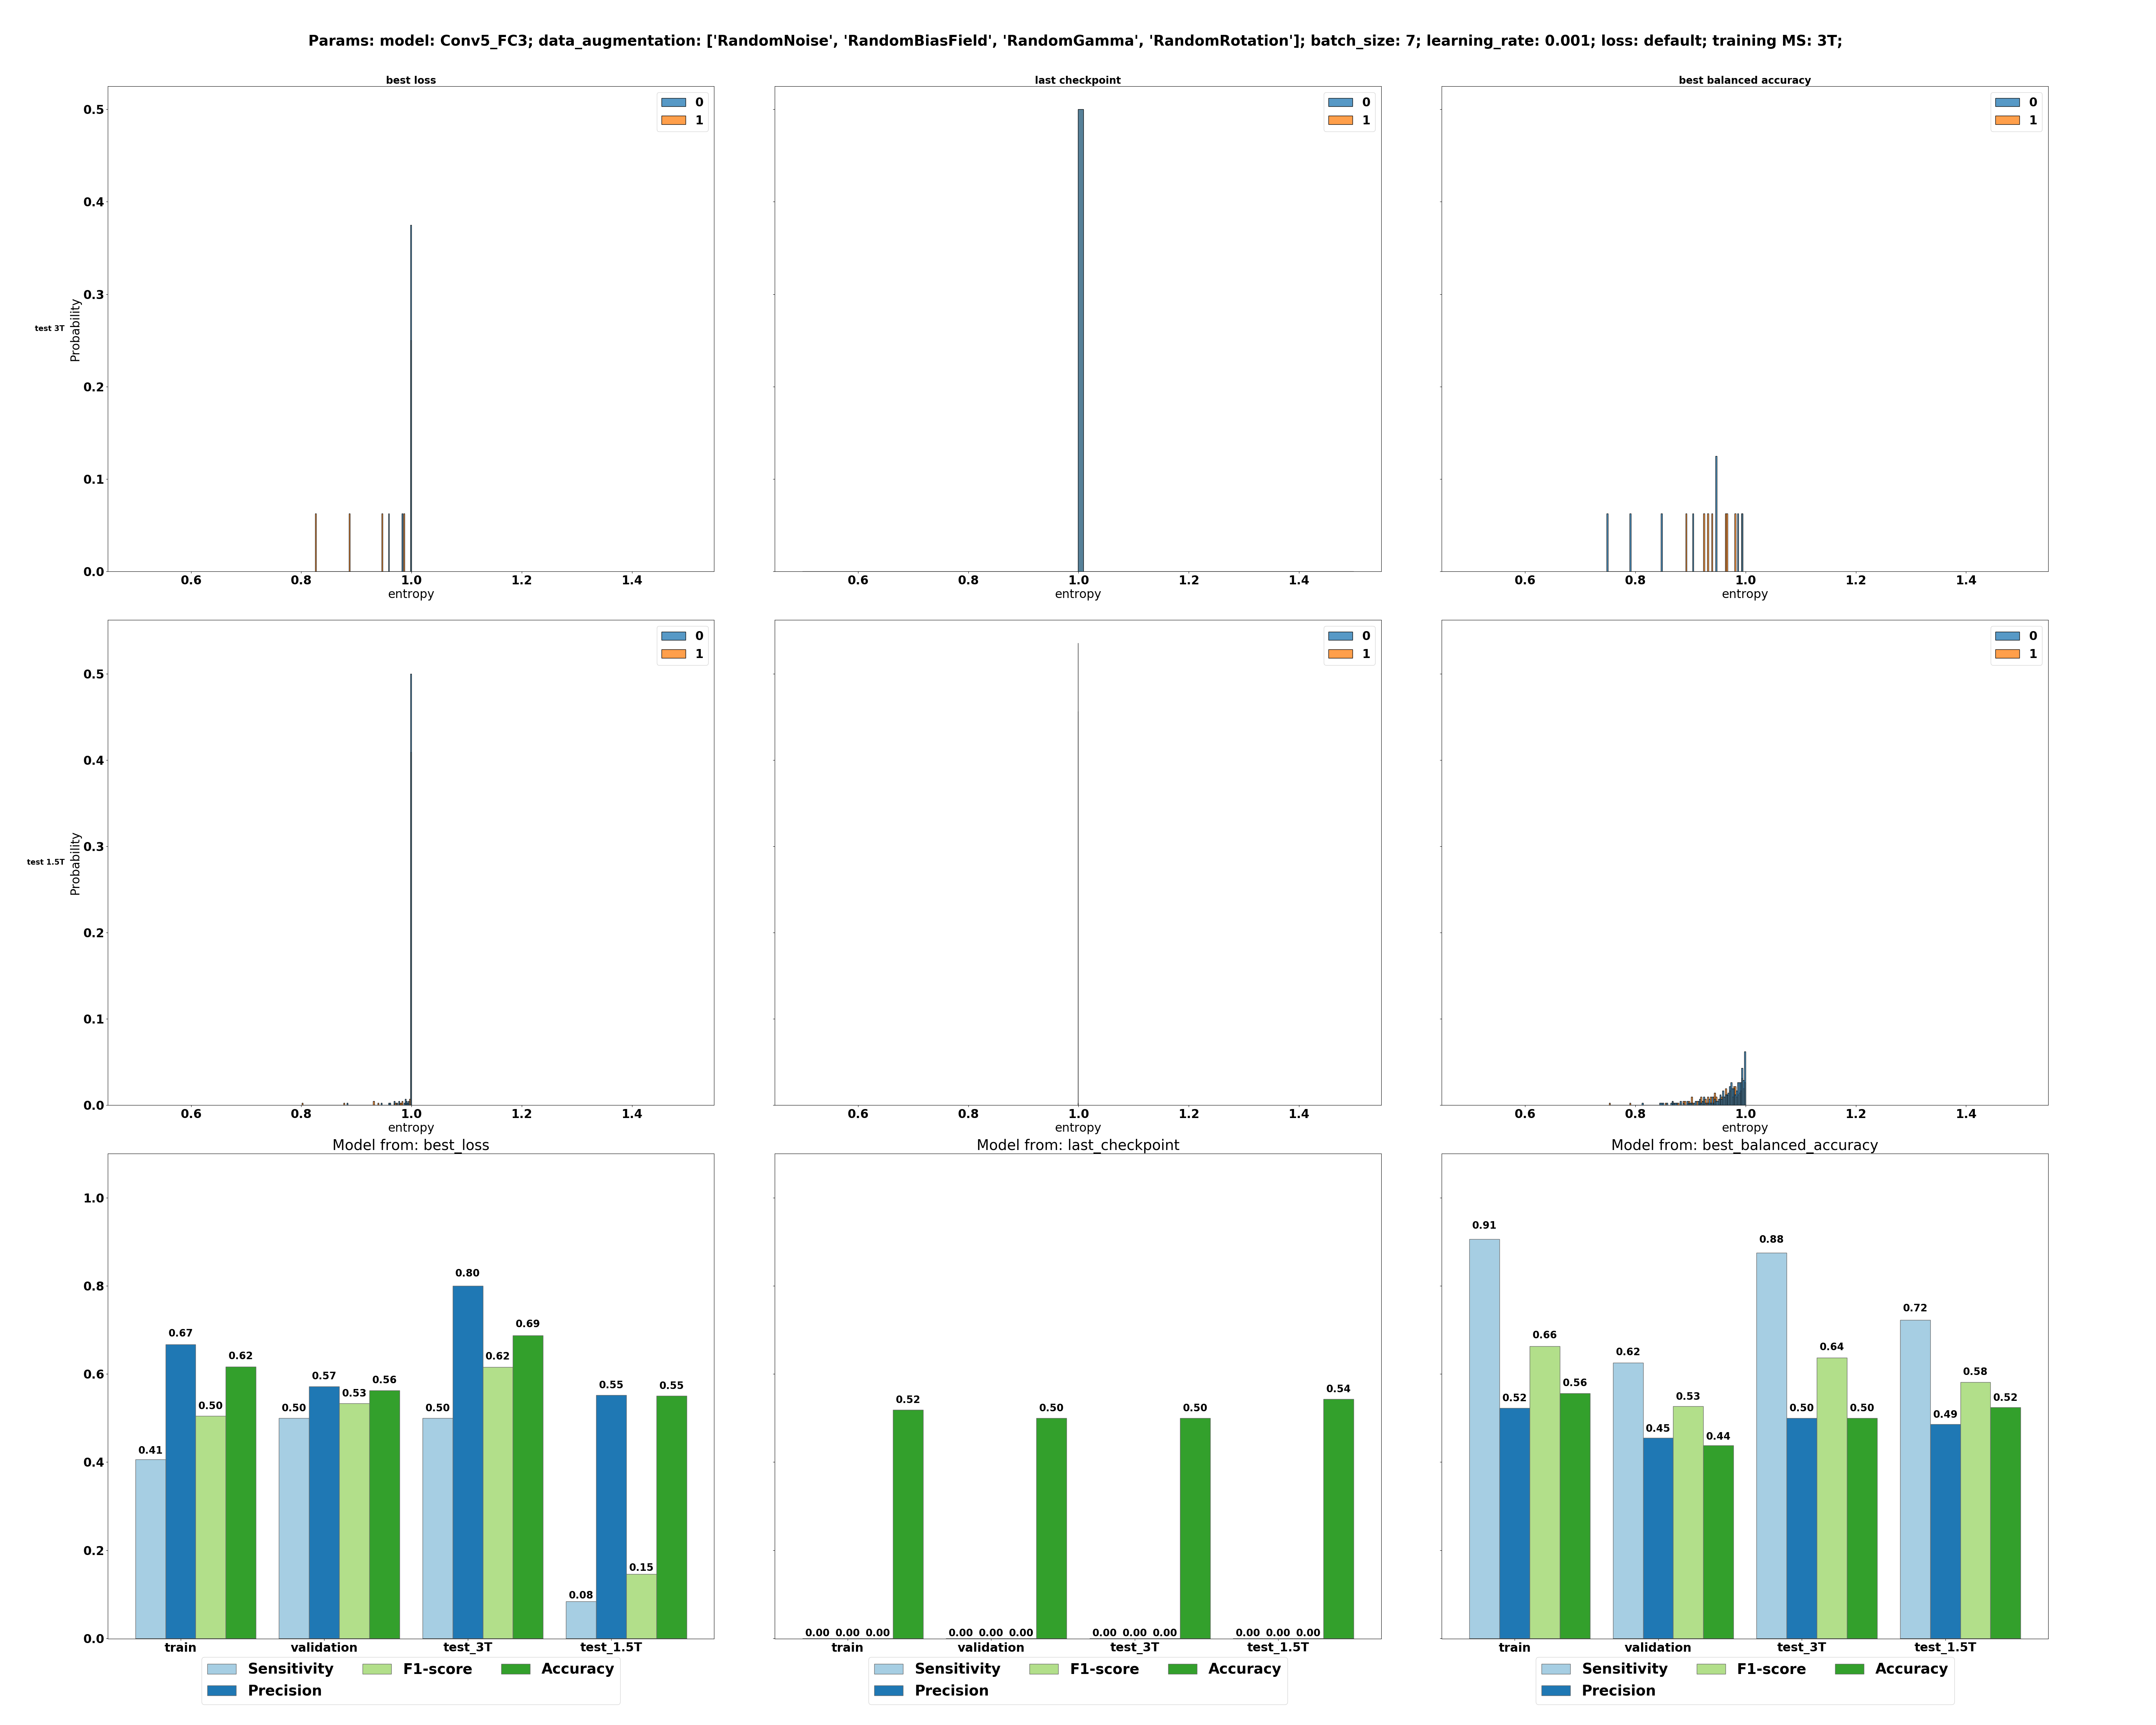 Params: model: Conv5_FC3; data_augmentation: ['RandomNoise', 'RandomBiasField', 'RandomGamma', 'RandomRotation']; batch_size: 7; learning_rate: 0.001; loss: default; training MS: 3T;
best loss
0
1
0.5
0.4
0.3
0.2
0.1
0.0
test 3T
Probability
0.6 0.8 1.0 1.2 1.4
entropy
last checkpoint
0
1
0.6 0.8 1.0 1.2 1.4
entropy
best balanced accuracy
0
1
0.6 0.8 1.0 1.2 1.4
entropy
0
1
0.5
0.4
0.3
0.2
0.1
0.0
test 1.5T
Probability
0.6 0.8 1.0 1.2 1.4
entropy
0
1
0.6 0.8 1.0 1.2 1.4
entropy
0
1
0.6 0.8 1.0 1.2 1.4
entropy
Model from: best_loss
1.0
0.8
0.6
0.4
0.2
0.0
0.41 0.67 0.50 0.62
0.50 0.57 0.53 0.56
0.50 0.80 0.62 0.69
0.08 0.55 0.15 0.55
train validation test_3T test_1.5T
Sensitivity F1-score Accuracy
Precision
Model from: last_checkpoint
0.00 0.00 0.00 0.52
0.00 0.00 0.00 0.50
0.00 0.00 0.00 0.50
0.00 0.00 0.00 0.54
train validation test_3T test_1.5T
Sensitivity F1-score Accuracy
Precision
Model from: best_balanced_accuracy
0.91 0.52 0.66 0.56
0.62 0.45 0.53 0.44
0.88 0.50 0.64 0.50
0.72 0.49 0.58 0.52
train validation test_3T test_1.5T
Sensitivity F1-score Accuracy
Precision